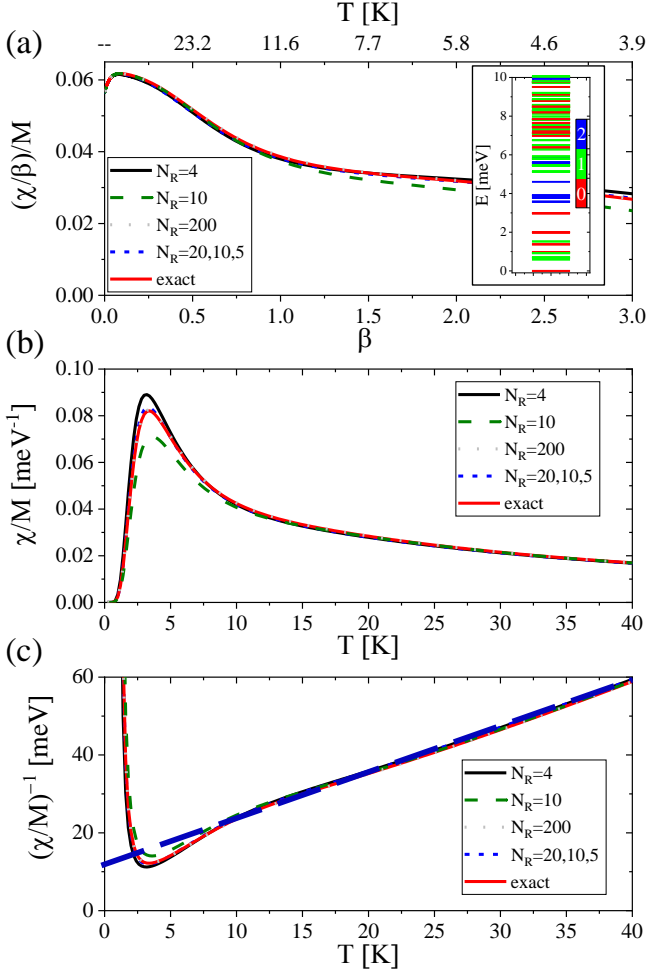 T [K]
-- 23.2 11.6 7.7 5.8 4.6 3.9
(a)
(χ/β)/M
0.06
0.04
0.02
0.00
N_R=4
N_R=10
N_R=200
N_R=20,10,5
exact
E [meV]
10
8
6
4
2
0
2
1
0
0.0 0.5 1.0 1.5 2.0 2.5 3.0
β
(b)
χ/M [meV⁻¹]
0.10
0.08
0.06
0.04
0.02
0.00
N_R=4
N_R=10
N_R=200
N_R=20,10,5
exact
0 5 10 15 20 25 30 35 40
T [K]
(c)
(χ/M)⁻¹ [meV]
60
40
20
0
N_R=4
N_R=10
N_R=200
N_R=20,10,5
exact
0 5 10 15 20 25 30 35 40
T [K]